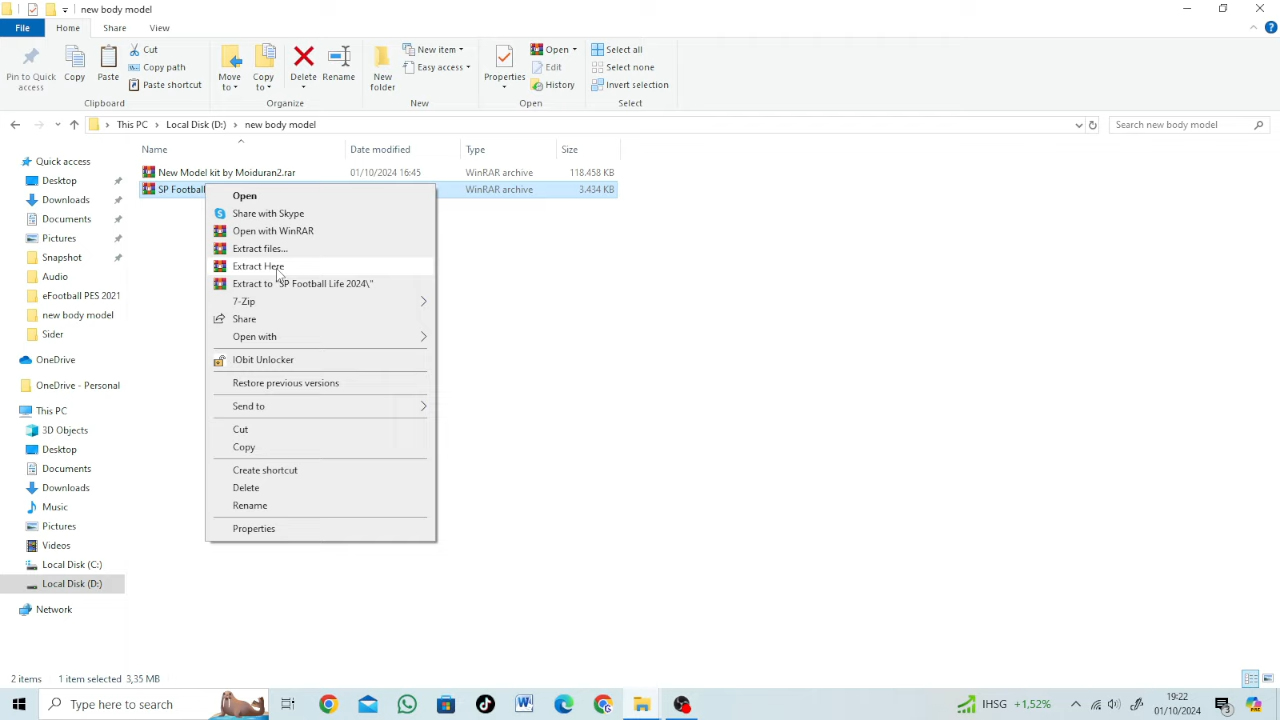 new body model
File Home Share View
Pin to Quick access
Copy
Paste
Cut
Copy path
Paste shortcut
Clipboard
Move to
Copy to
Delete
Rename
Organize
New folder
New item
Easy access
New
Properties
Open
Edit
History
Open
Select all
Select none
Invert selection
Select
This PC Local Disk (D:) new body model
Search new body model
Name Date modified Type Size
New Model kit by Moiduran2.rar 01/10/2024 16:45 WinRAR archive 118.458 KB
SP Football WinRAR archive 3.434 KB
Quick access
Desktop
Downloads
Documents
Pictures
Snapshot
Audio
eFootball PES 2021
new body model
Sider
OneDrive
OneDrive - Personal
This PC
3D Objects
Desktop
Documents
Downloads
Music
Pictures
Videos
Local Disk (C:)
Local Disk (D:)
Network
Open
Share with Skype
Open with WinRAR
Extract files...
Extract Here
Extract to "SP Football Life 2024\"
7-Zip
Share
Open with
IObit Unlocker
Restore previous versions
Send to
Cut
Copy
Create shortcut
Delete
Rename
Properties
2 items 1 item selected 3,35 MB
Type here to search
IHSG +1,52%
19:22
01/10/2024